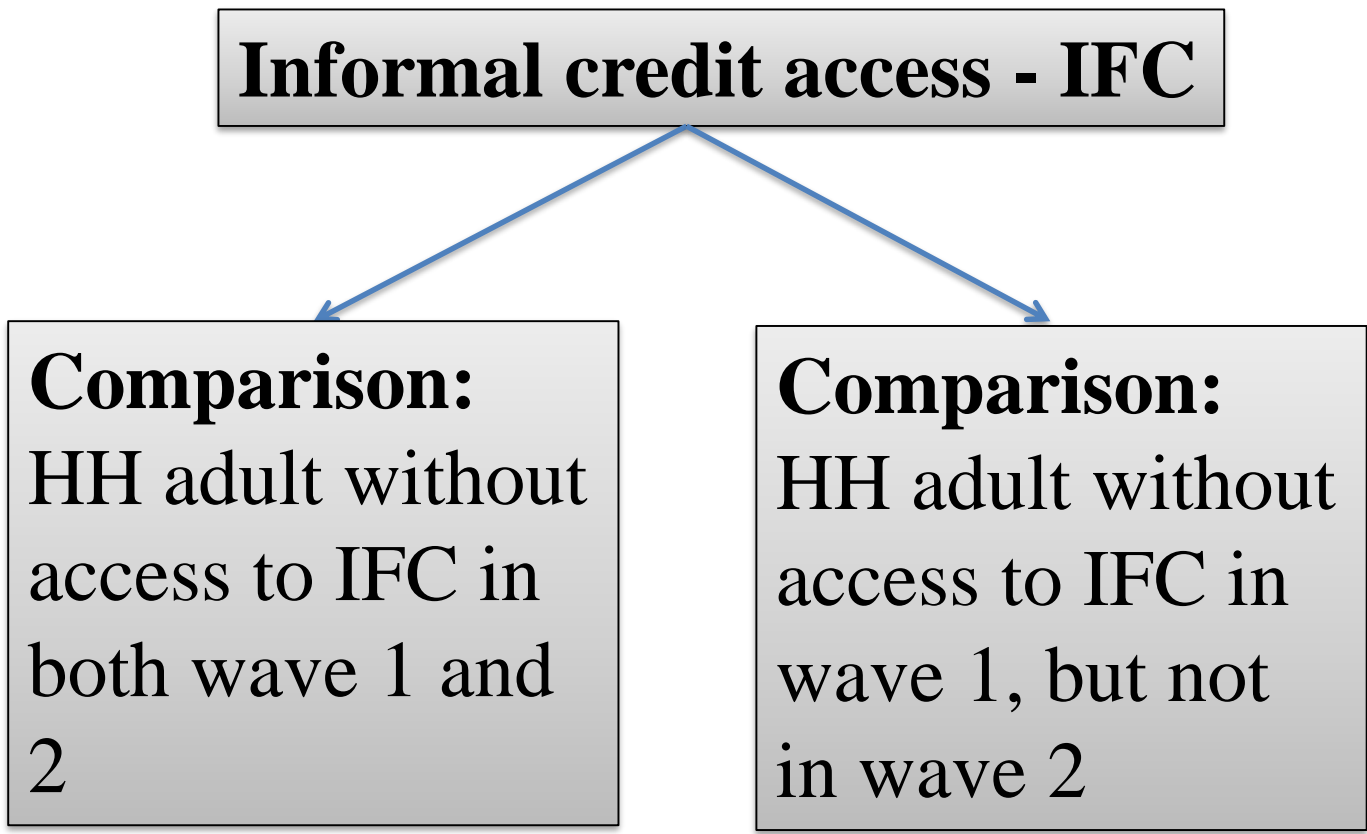 Informal credit access - IFC
Comparison:
HH adult without
access to IFC in
both wave 1 and
2
Comparison:
HH adult without
access to IFC in
wave 1, but not
in wave 2